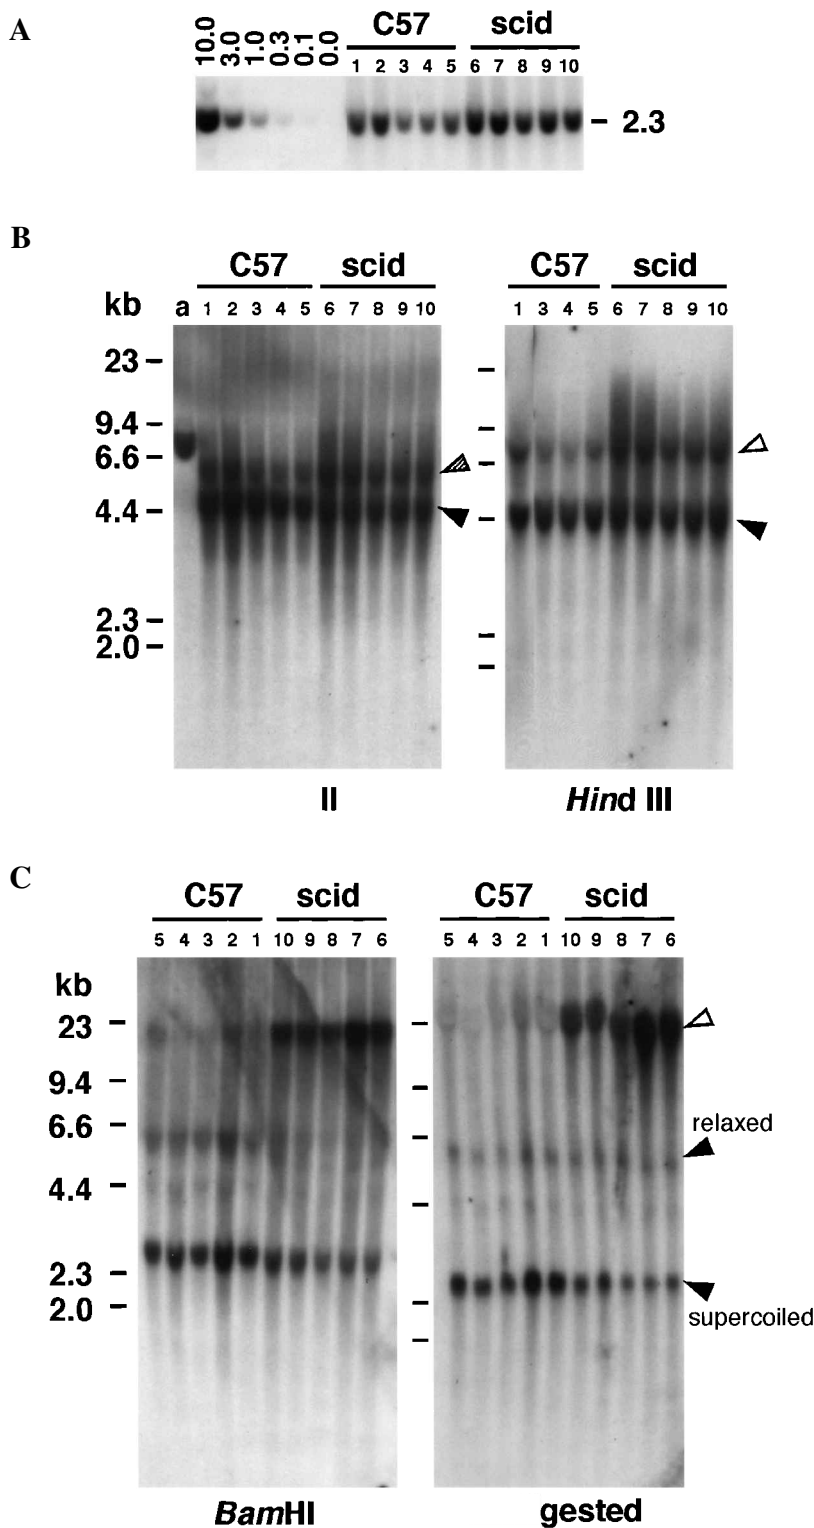 A
10.0 3.0 1.0 0.3 0.1 0.0
C57 scid
1 2 3 4 5 6 7 8 9 10
2.3
B
C57 scid
C57 scid
kb a 1 2 3 4 5 6 7 8 9 10
1 3 4 5 6 7 8 9 10
23
9.4
6.6
4.4
2.3
2.0
II
Hind III
C
C57 scid
C57 scid
5 4 3 2 1 10 9 8 7 6
5 4 3 2 1 10 9 8 7 6
kb
23
9.4
6.6
4.4
2.3
2.0
relaxed
supercoiled
BamHI
gested